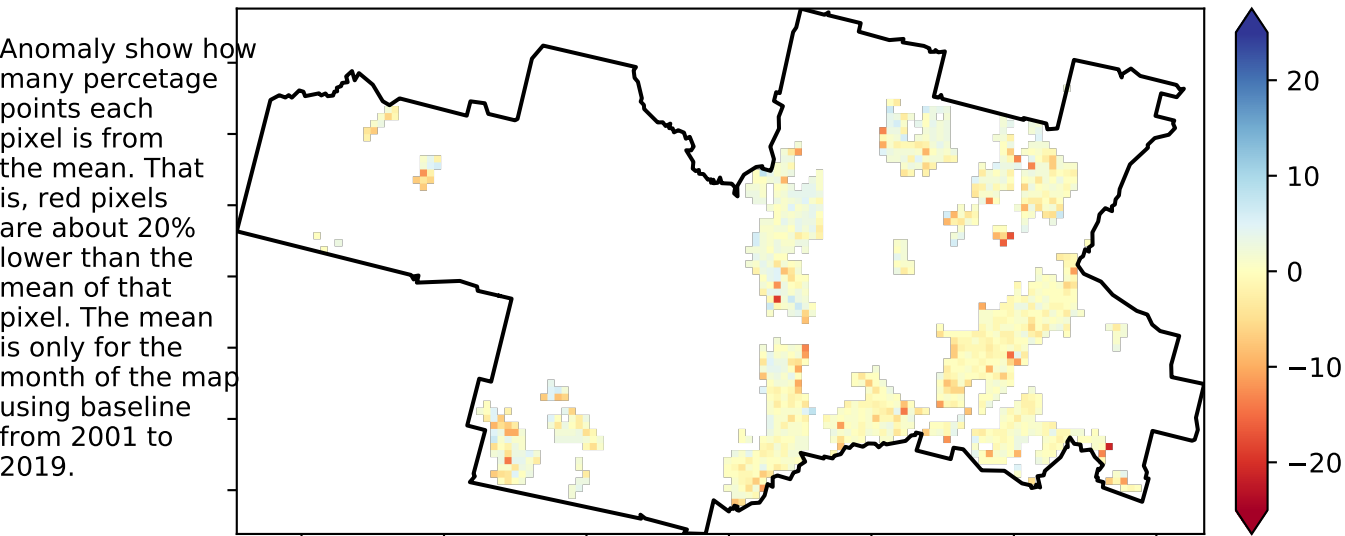 Anomaly show how
many percetage
points each
pixel is from
the mean. That
is, red pixels
are about 20%
lower than the
mean of that
pixel. The mean
is only for the
month of the map
using baseline
from 2001 to
2019.
20
10
0
−10
−20